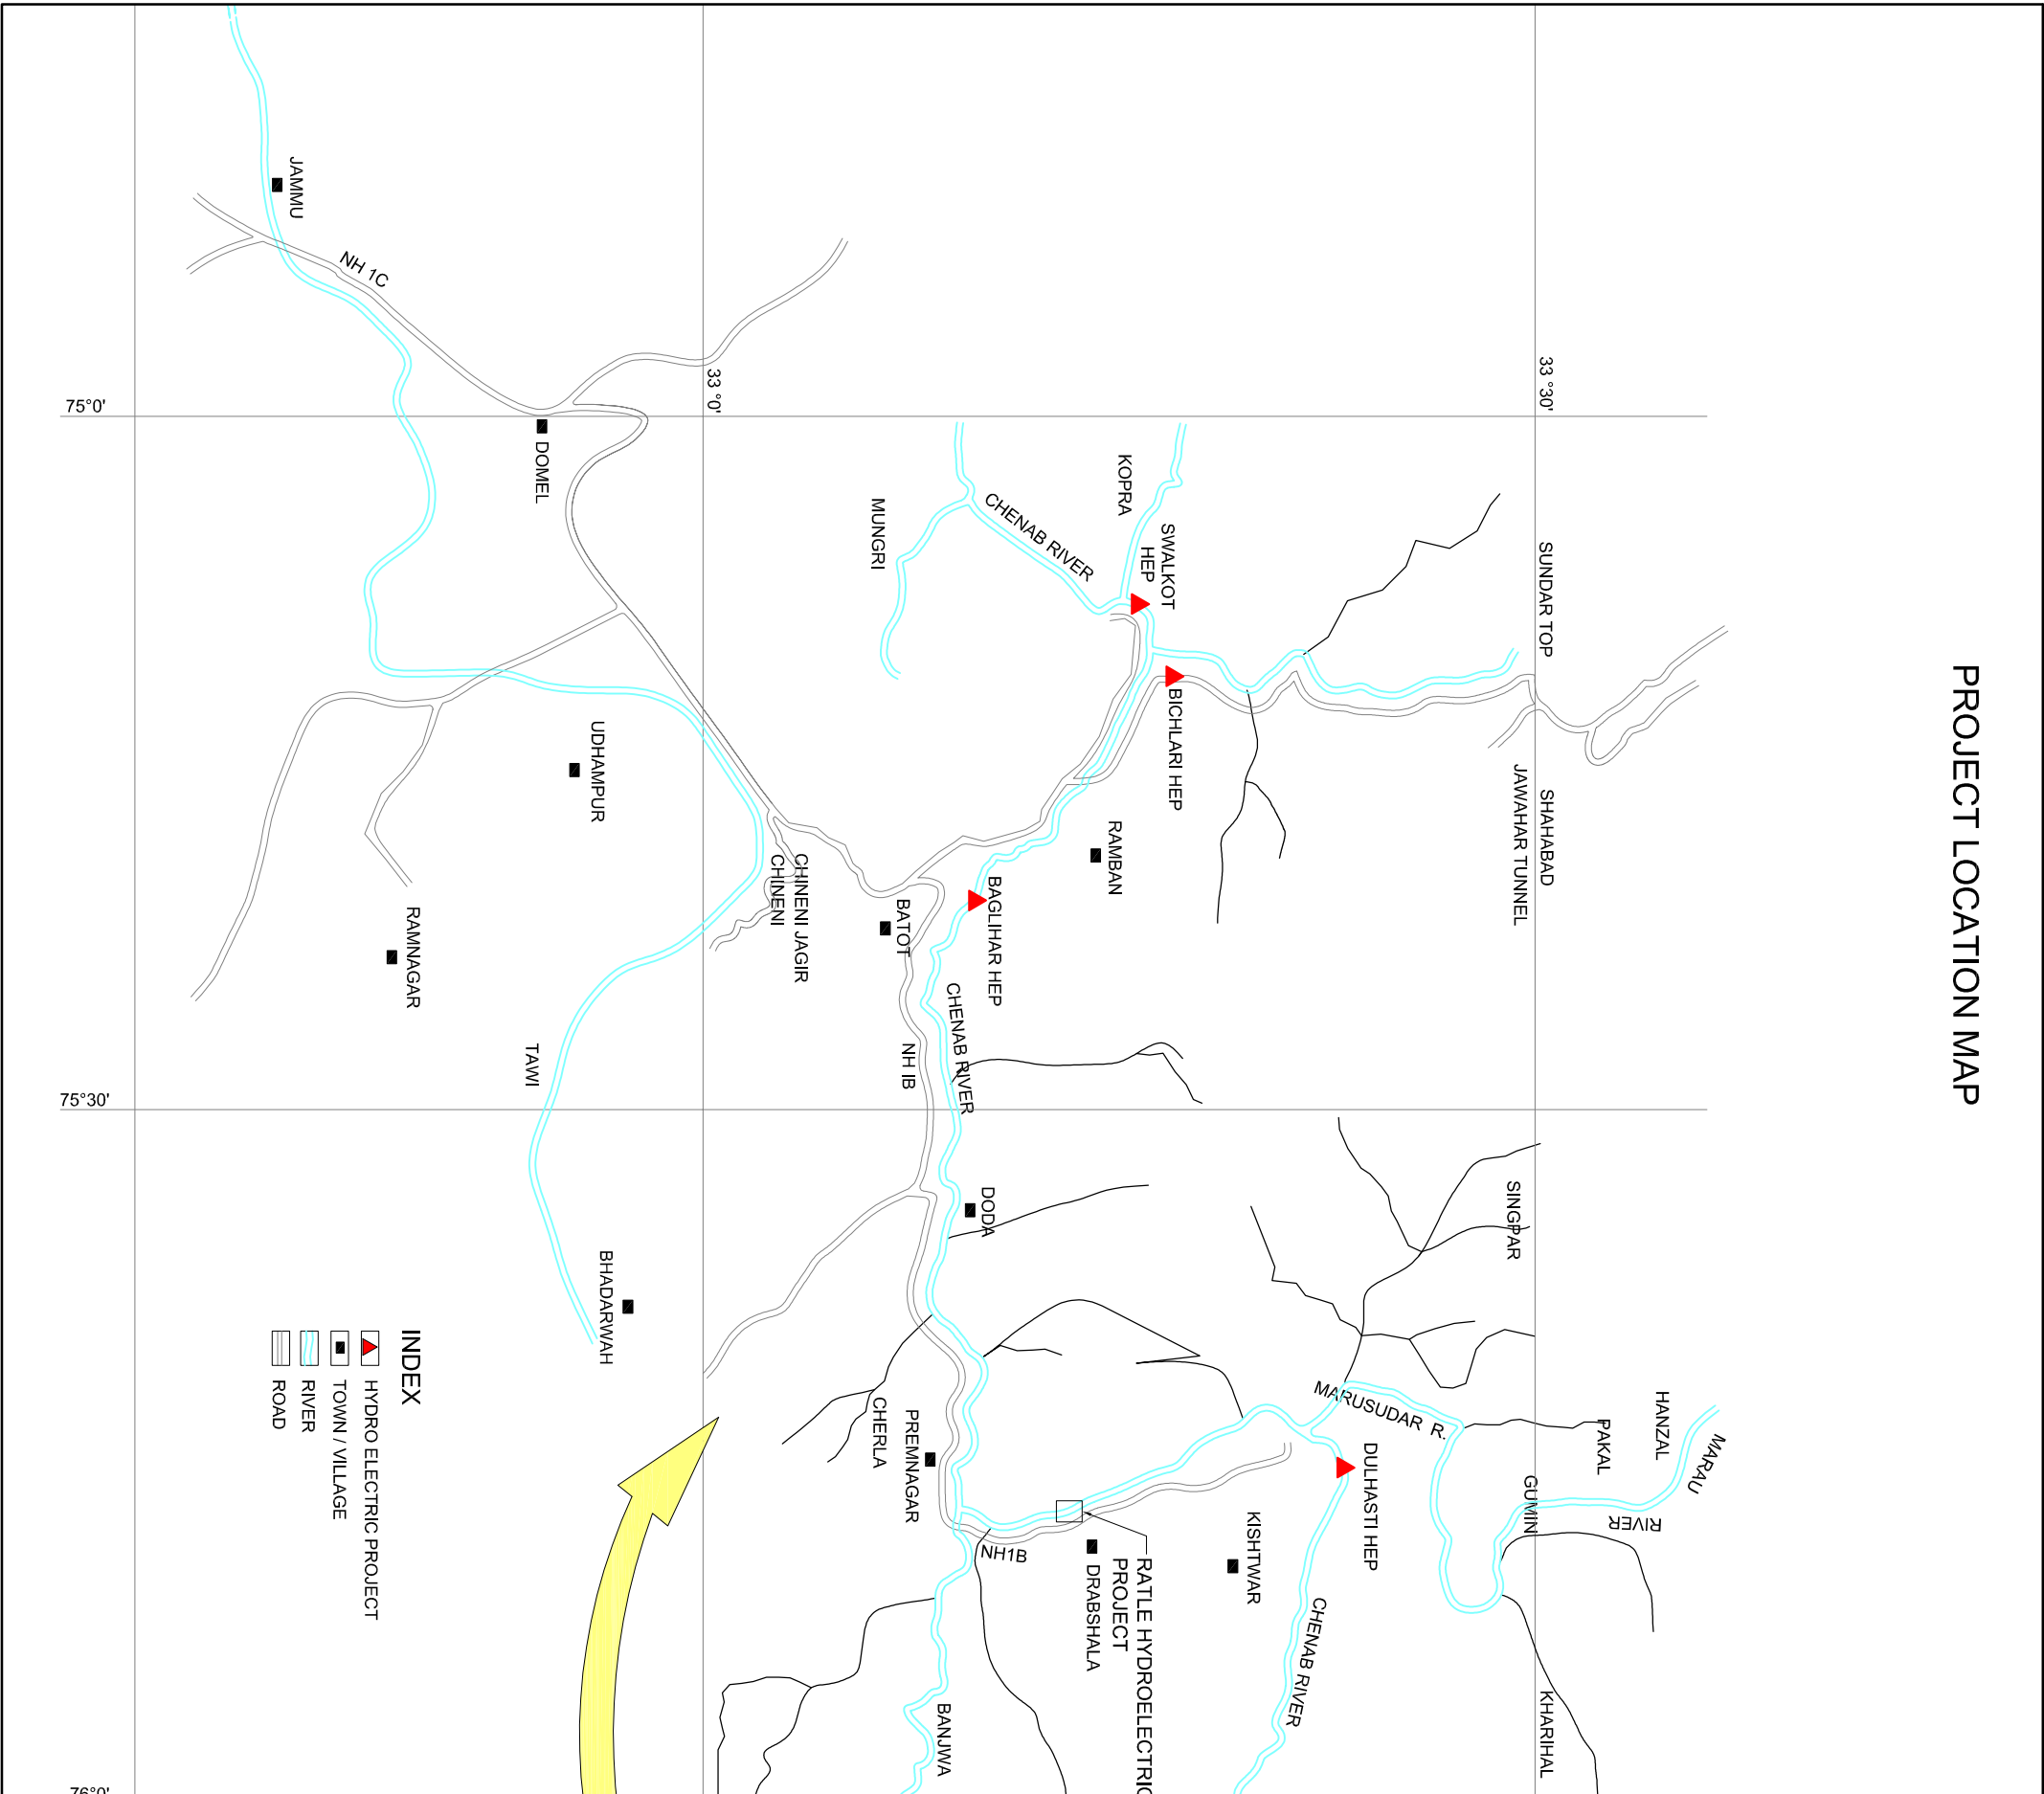 PROJECT LOCATION MAP
33 °30'
33 °0'
75°0'
75°30'
76°0'
SUNDAR TOP
SHAHABAD
JAWAHAR TUNNEL
KOPRA
SWALKOT
HEP
CHENAB RIVER
MUNGRI
BICHLARI HEP
RAMBAN
BAGLIHAR HEP
BATOT
CHINENI JAGIR
CHINENI
JAMMU
NH 1C
DOMEL
UDHAMPUR
RAMNAGAR
TAWI
NH IB
CHENAB RIVER
DODA
SINGPAR
BHADARWAH
CHERLA
PREMNAGAR
MARUSUDAR R.
HANZAL
PAKAL
MARAU
RIVER
GUMIN
DULHASTI HEP
KISHTWAR
RATLE HYDROELECTRIC
PROJECT
DRABSHALA
NH1B
CHENAB RIVER
KHARIHAL
BANJWA
INDEX
HYDRO ELECTRIC PROJECT
TOWN / VILLAGE
RIVER
ROAD